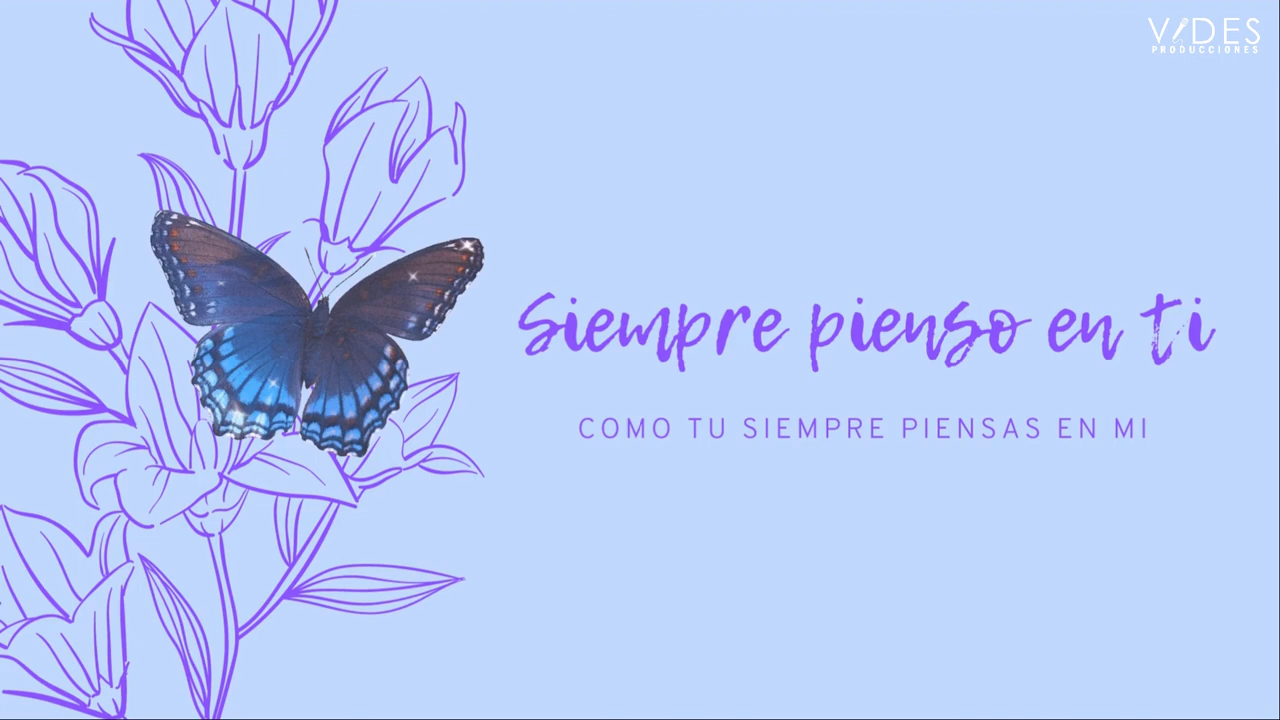 VIDES
PRODUCCIONES
Siempre pienso en ti
COMO TU SIEMPRE PIENSAS EN MI